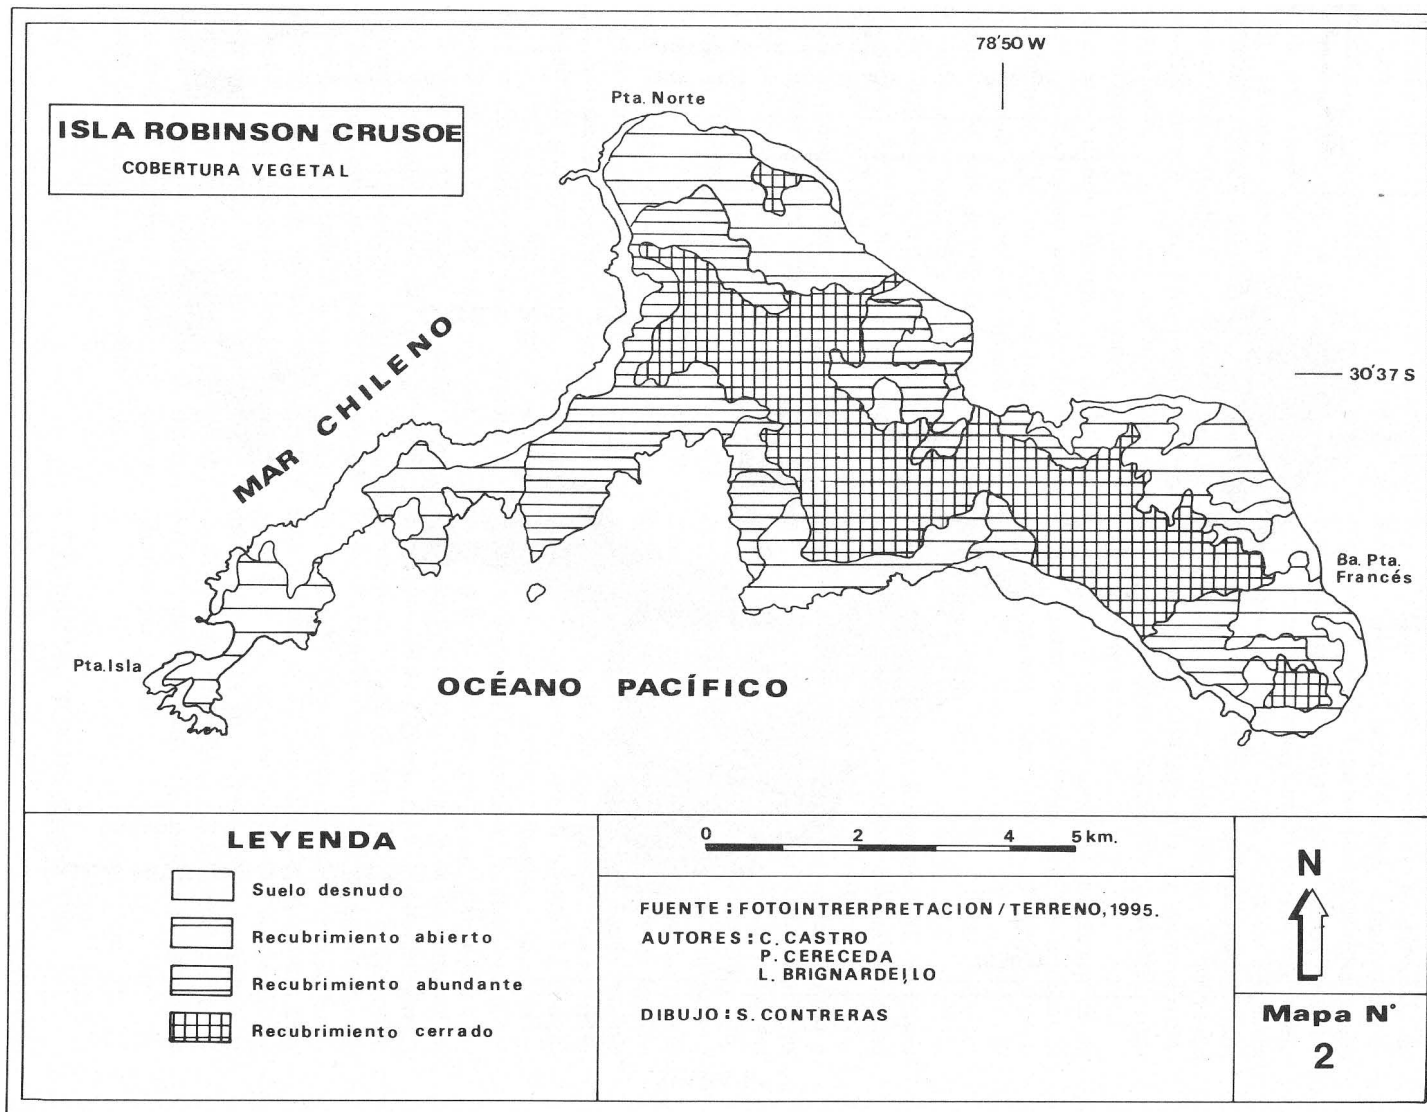 78°50 W
Pta. Norte
ISLA ROBINSON CRUSOE
COBERTURA VEGETAL
30°37 S
MAR CHILENO
Ba. Pta.
Francés
Pta. Isla
OCÉANO PACÍFICO
LEYENDA
Suelo desnudo
Recubrimiento abierto
Recubrimiento abundante
Recubrimiento cerrado
0 2 4 5 km.
FUENTE : FOTOINTRERPRETACION / TERRENO, 1995.
AUTORES : C. CASTRO
P. CERECEDA
L. BRIGNARDELLO
DIBUJO : S. CONTRERAS
N
Mapa N°
2